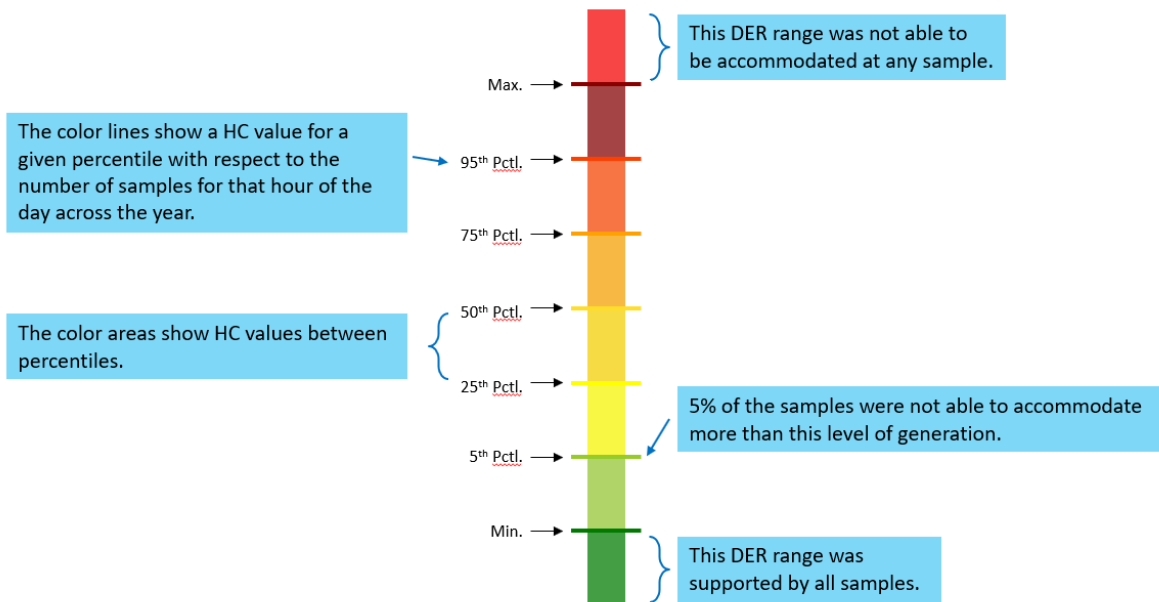 This DER range was not able to
be accommodated at any sample.
Max.
The color lines show a HC value for a
given percentile with respect to the
number of samples for that hour of the
day across the year.
95th Pctl.
75th Pctl.
50th Pctl.
The color areas show HC values between
percentiles.
25th Pctl.
5% of the samples were not able to accommodate
more than this level of generation.
5th Pctl.
Min.
This DER range was
supported by all samples.